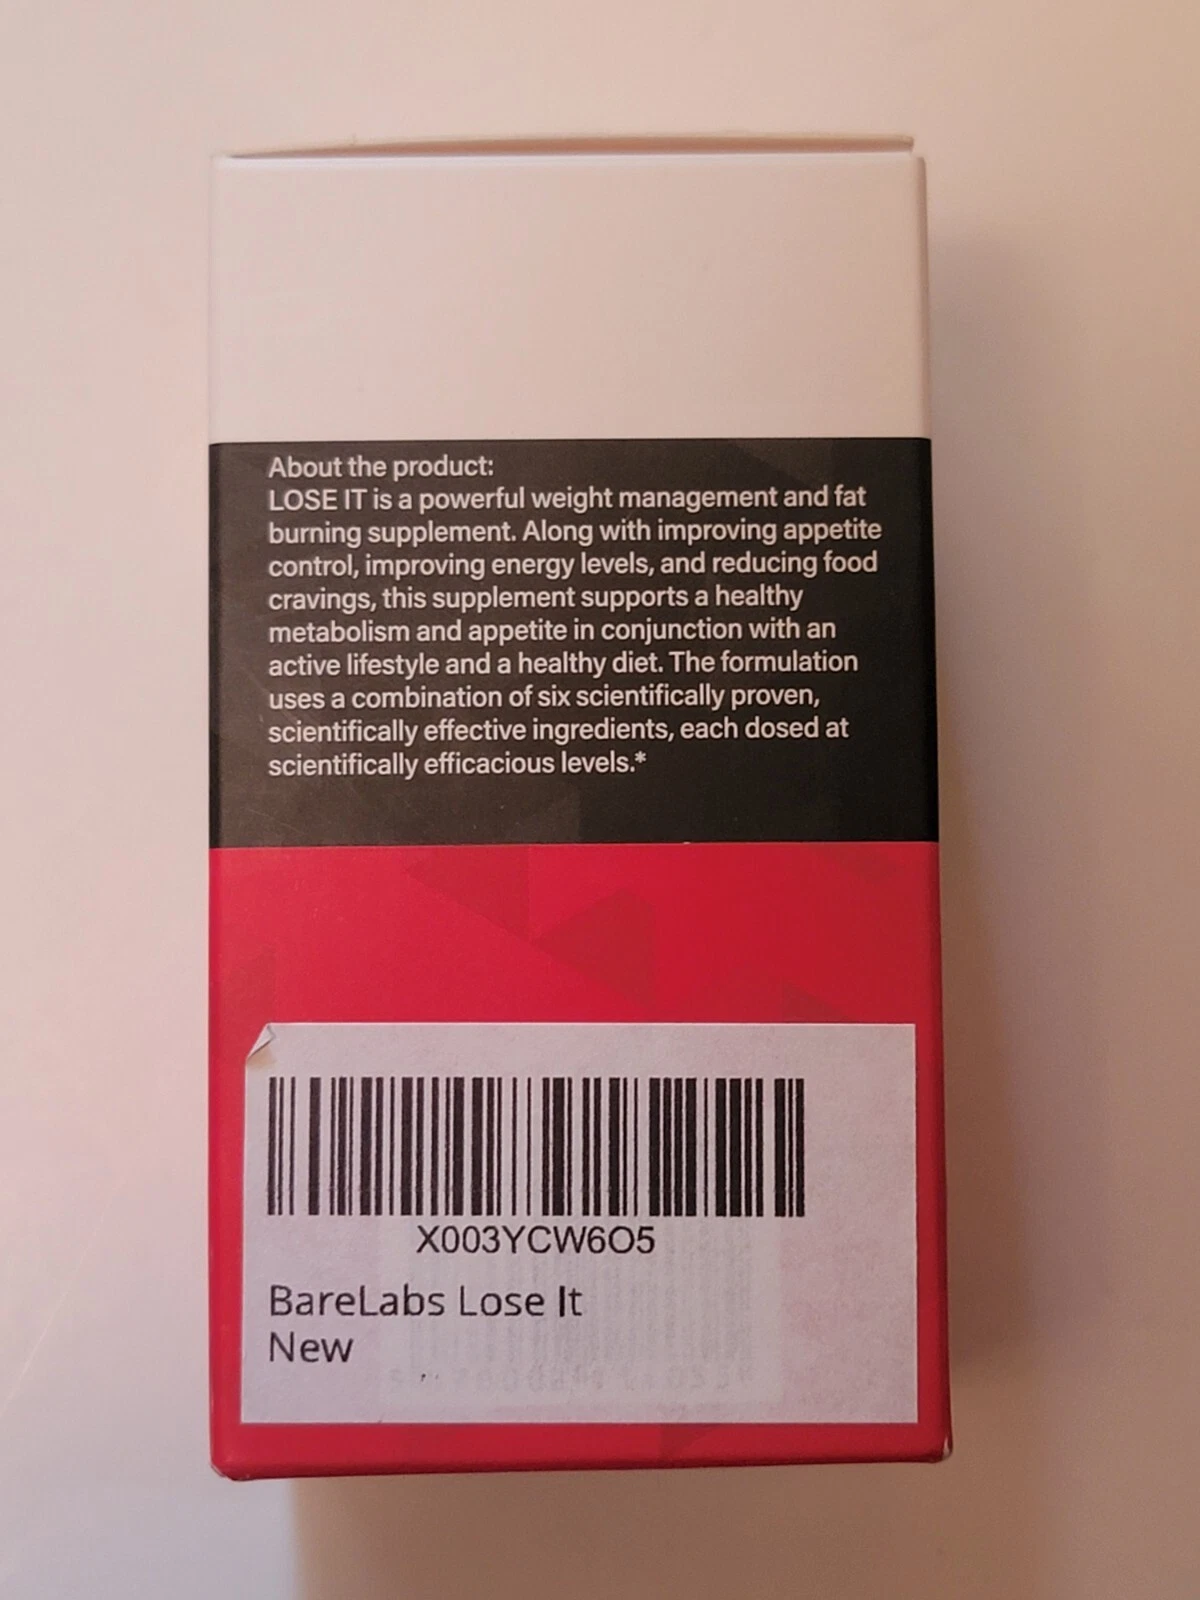 About the product:
LOSE IT is a powerful weight management and fat
burning supplement. Along with improving appetite
control, improving energy levels, and reducing food
cravings, this supplement supports a healthy
metabolism and appetite in conjunction with an
active lifestyle and a healthy diet. The formulation
uses a combination of six scientifically proven,
scientifically effective ingredients, each dosed at
scientifically efficacious levels.*
X003YCW6O5
BareLabs Lose It
New